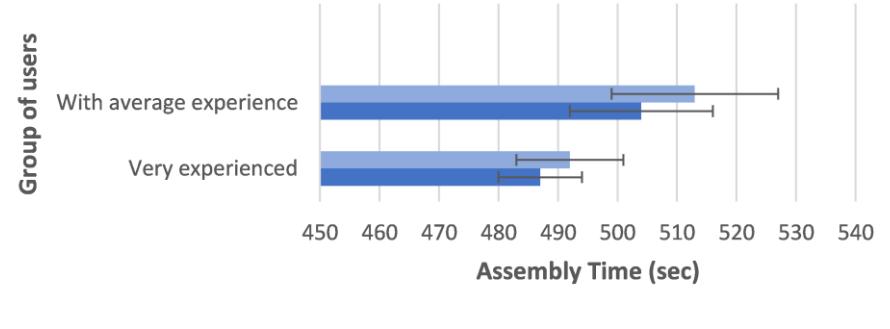 Group of users
With average experience
Very experienced
450 460 470 480 490 500 510 520 530 540
Assembly Time (sec)